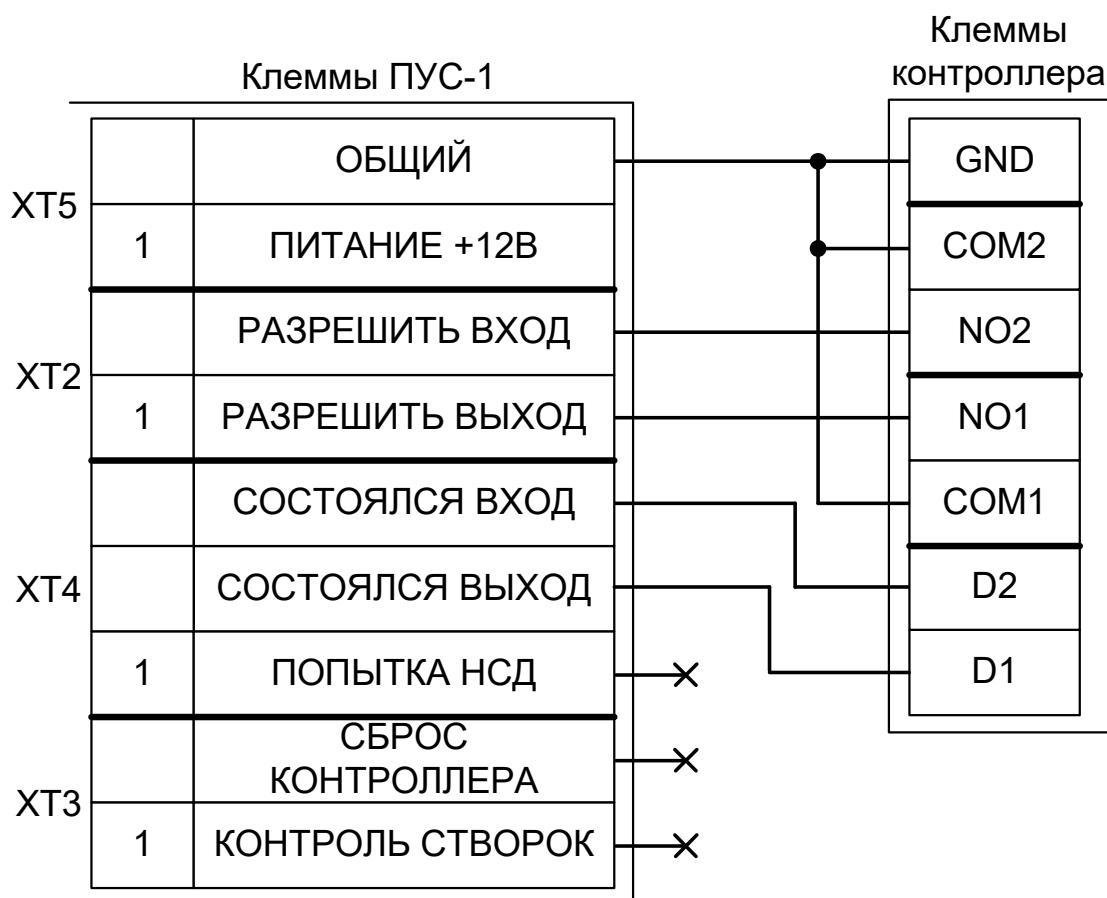 Клеммы ПУС-1
Клеммы
контроллера
XT5
ОБЩИЙ
1 ПИТАНИЕ +12В
XT2
РАЗРЕШИТЬ ВХОД
1 РАЗРЕШИТЬ ВЫХОД
XT4
СОСТОЯЛСЯ ВХОД
СОСТОЯЛСЯ ВЫХОД
1 ПОПЫТКА НСД
XT3
СБРОС
КОНТРОЛЛЕРА
1 КОНТРОЛЬ СТВОРОК
GND
COM2
NO2
NO1
COM1
D2
D1